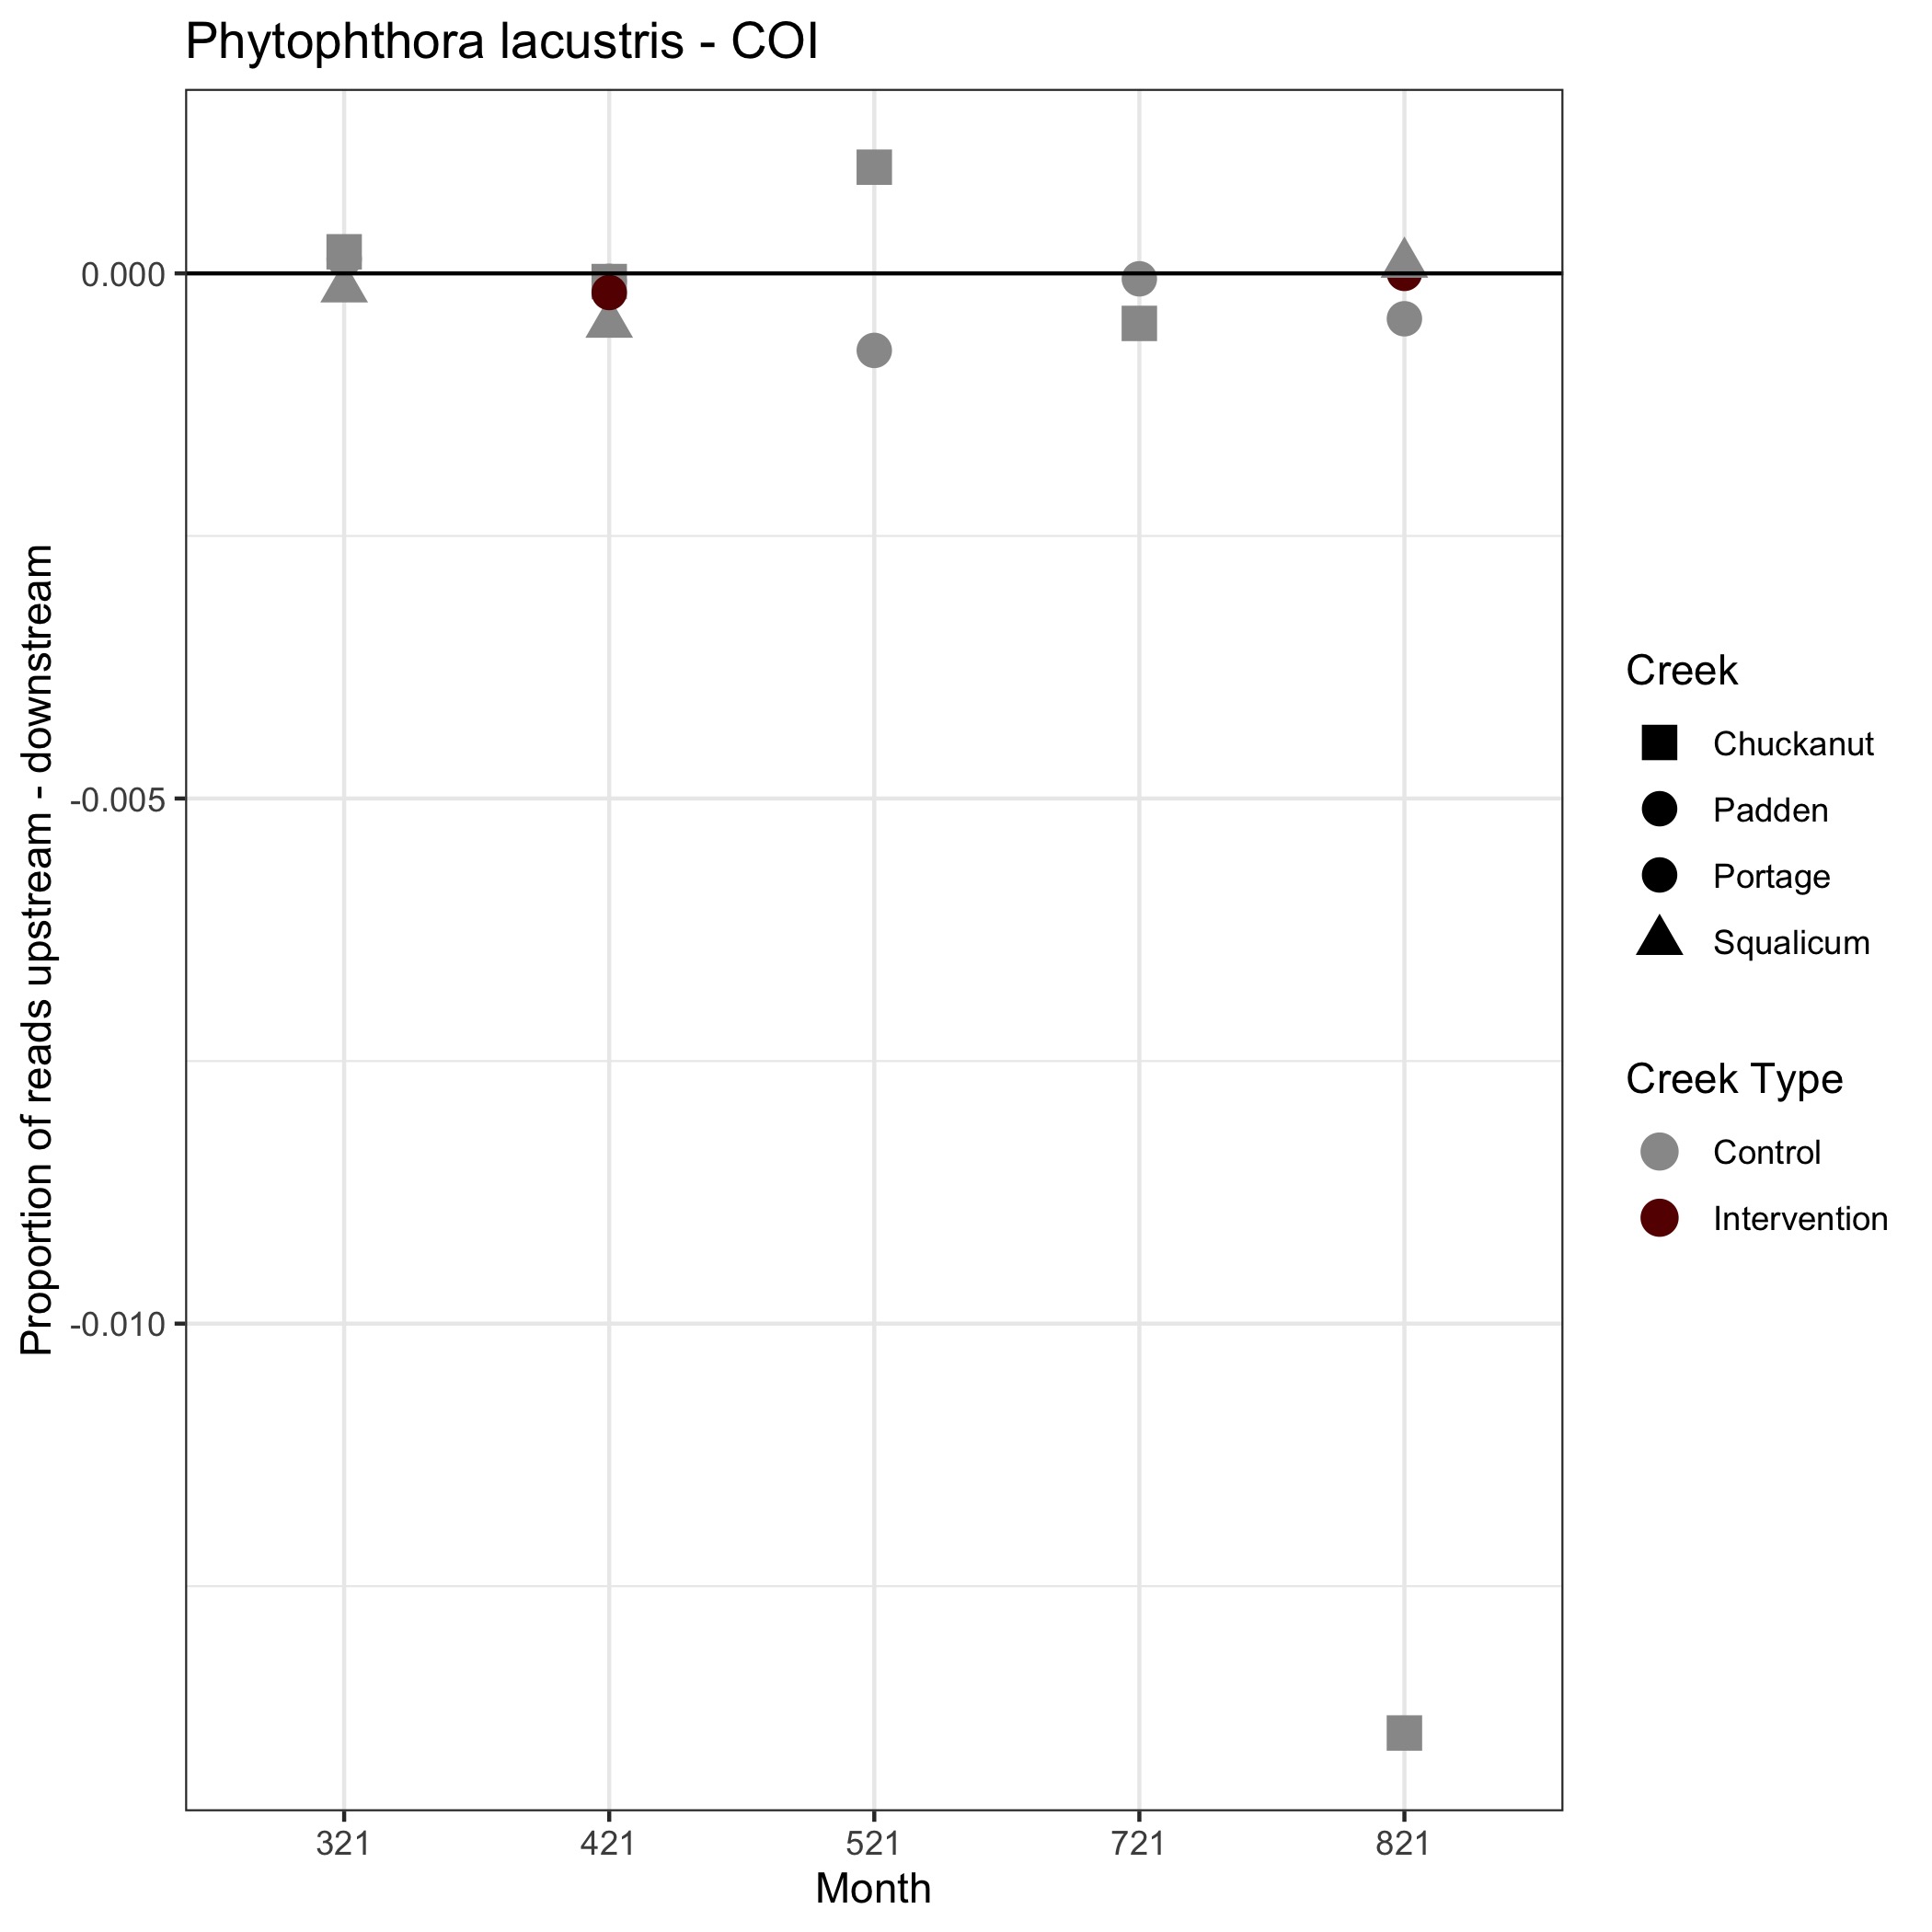 Phytophthora lacustris - COI
Proportion of reads upstream - downstream
0.000
-0.005
-0.010
321
421
521
721
821
Month
Creek
Chuckanut
Padden
Portage
Squalicum
Creek Type
Control
Intervention